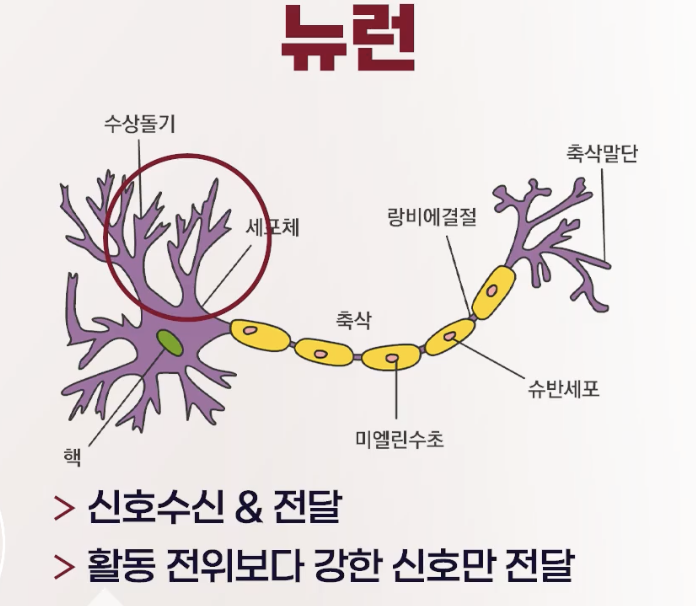 뉴런
수상돌기
축삭말단
세포체
랑비에결절
축삭
슈반세포
미엘린수초
핵
> 신호수신 & 전달
> 활동 전위보다 강한 신호만 전달